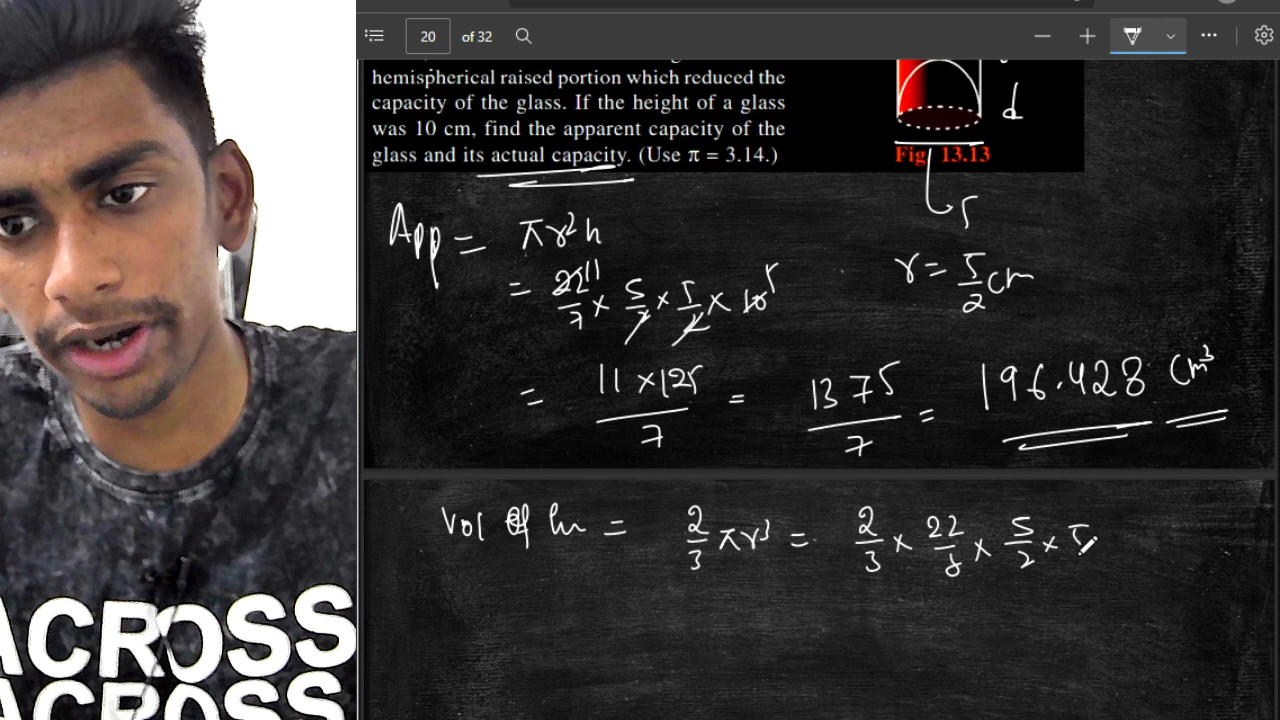 20 of 32
hemispherical raised portion which reduced the
capacity of the glass. If the height of a glass
was 10 cm, find the apparent capacity of the
glass and its actual capacity. (Use π = 3.14.)
d
Fig 13.13
5
App = πr²h
r = 5/2 cm
= 22/7 × 5/2 × 5/2 × 10
11
5
= 11 × 125/7 = 1375/7 = 196.428 cm³
Vol of = 2/3 πr³ = 2/3 × 22/7 × 5/2 × 5
ACROSS
ACROSS